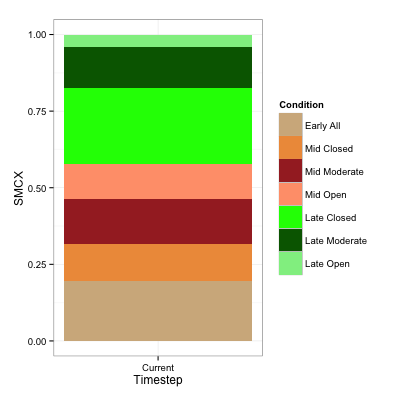 1.00
0.75
0.50
0.25
0.00
SMCX
Current
Timestep
Condition
Early All
Mid Closed
Mid Moderate
Mid Open
Late Closed
Late Moderate
Late Open